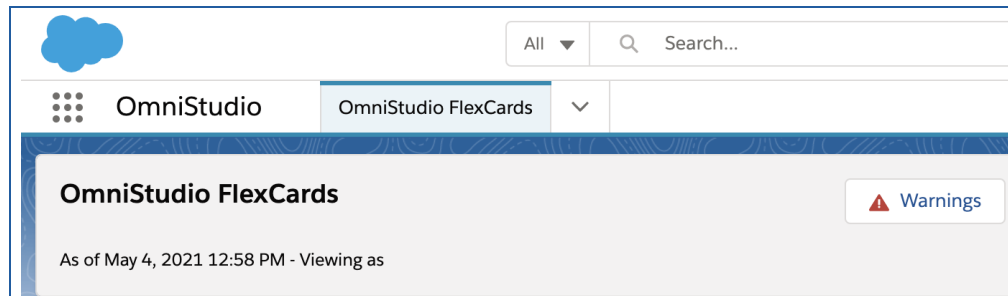 All
Search...
OmniStudio
OmniStudio FlexCards
OmniStudio FlexCards
Warnings
As of May 4, 2021 12:58 PM - Viewing as